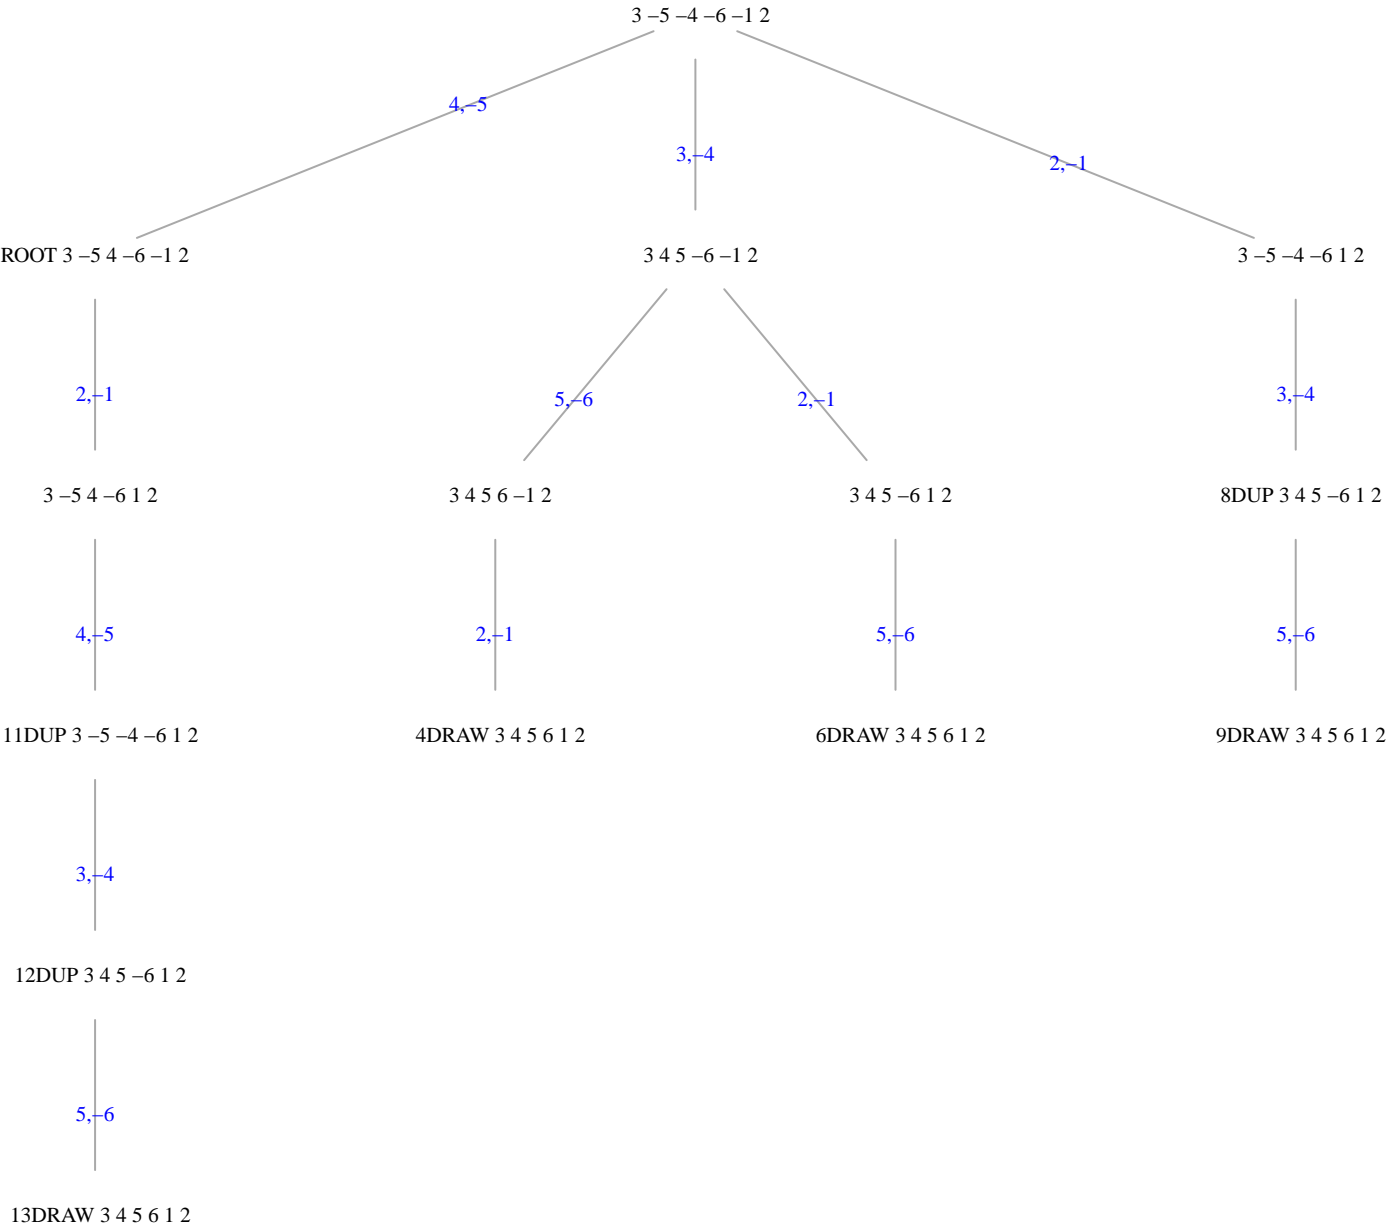 3 –5 –4 –6 –1 2
4,–5
3,–4
2,–1
ROOT 3 –5 4 –6 –1 2
3 4 5 –6 –1 2
3 –5 –4 –6 1 2
2,–1
5,–6
2,–1
3,–4
3 –5 4 –6 1 2
3 4 5 6 –1 2
3 4 5 –6 1 2
8DUP 3 4 5 –6 1 2
4,–5
2,–1
5,–6
5,–6
11DUP 3 –5 –4 –6 1 2
4DRAW 3 4 5 6 1 2
6DRAW 3 4 5 6 1 2
9DRAW 3 4 5 6 1 2
3,–4
12DUP 3 4 5 –6 1 2
5,–6
13DRAW 3 4 5 6 1 2